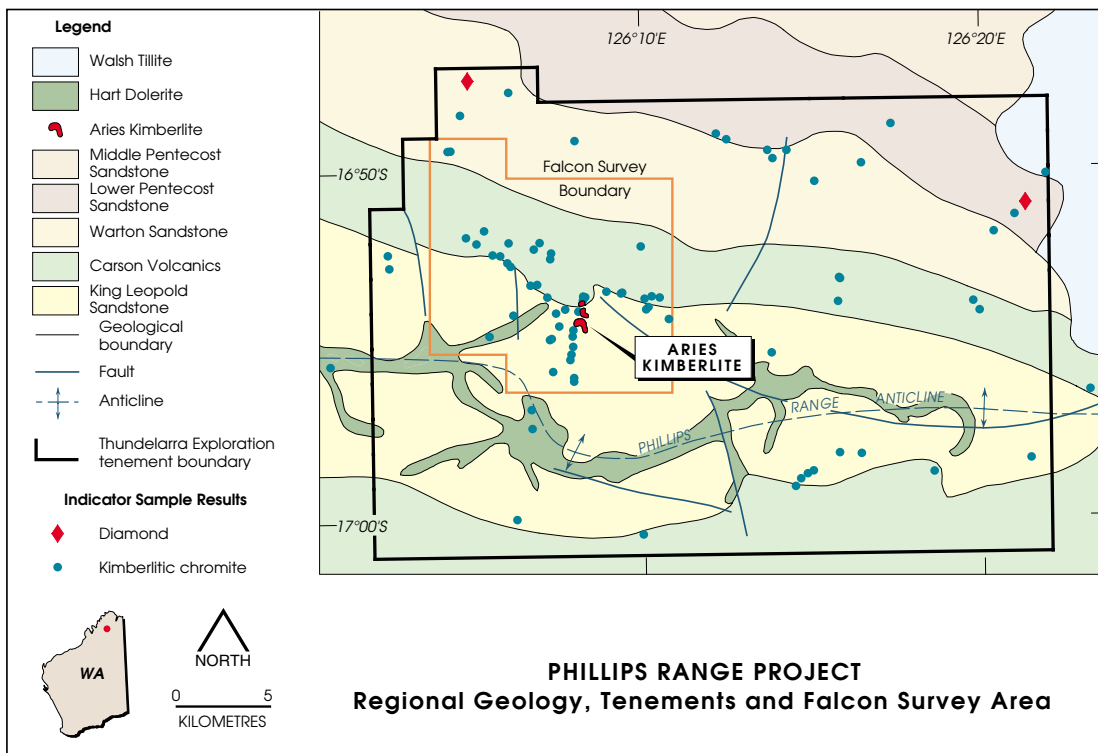 Legend
Walsh Tillite
Hart Dolerite
Aries Kimberlite
Middle Pentecost
Sandstone
Lower Pentecost
Sandstone
Warton Sandstone
Carson Volcanics
King Leopold
Sandstone
Geological
boundary
Fault
Anticline
Thundelarra Exploration
tenement boundary
Indicator Sample Results
Diamond
Kimberlitic chromite
WA
NORTH
0 5
KILOMETRES
126°10'E
126°20'E
16°50'S
17°00'S
Falcon Survey
Boundary
ARIES
KIMBERLITE
PHILLIPS RANGE ANTICLINE
PHILLIPS RANGE PROJECT
Regional Geology, Tenements and Falcon Survey Area